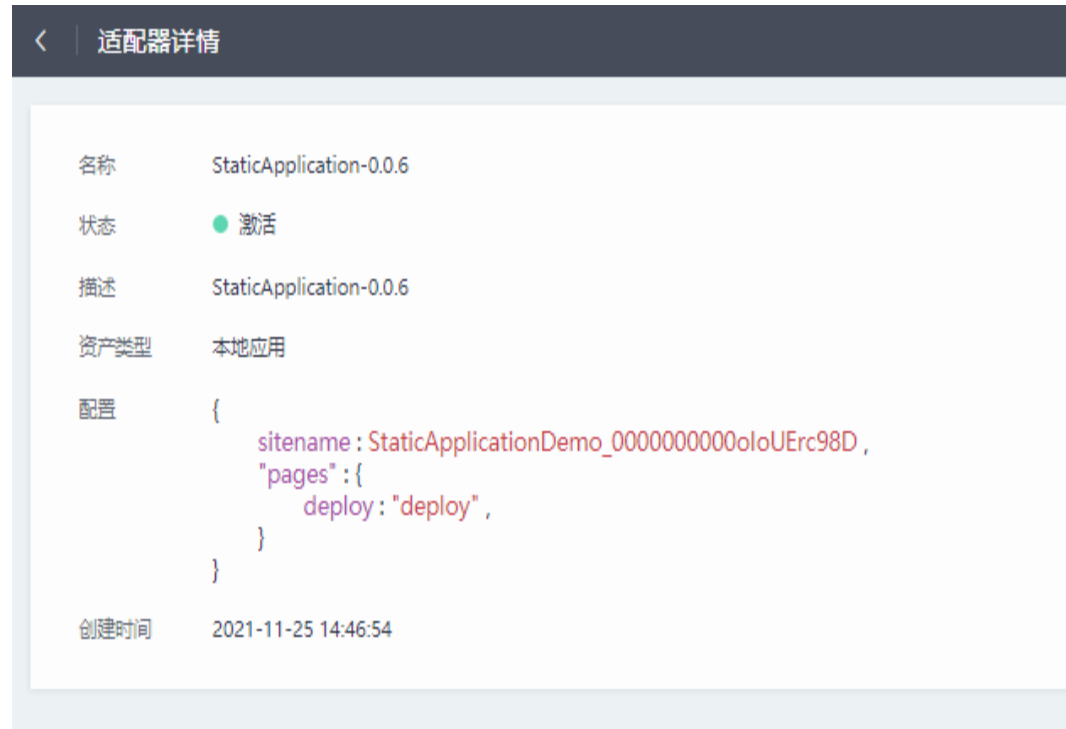 适配器详情
名称 StaticApplication-0.0.6
状态 激活
描述 StaticApplication-0.0.6
资产类型 本地应用
配置 {
sitename : StaticApplicationDemo_0000000000oIoUErc98D ,
"pages" : {
deploy : "deploy" ,
}
}
创建时间 2021-11-25 14:46:54